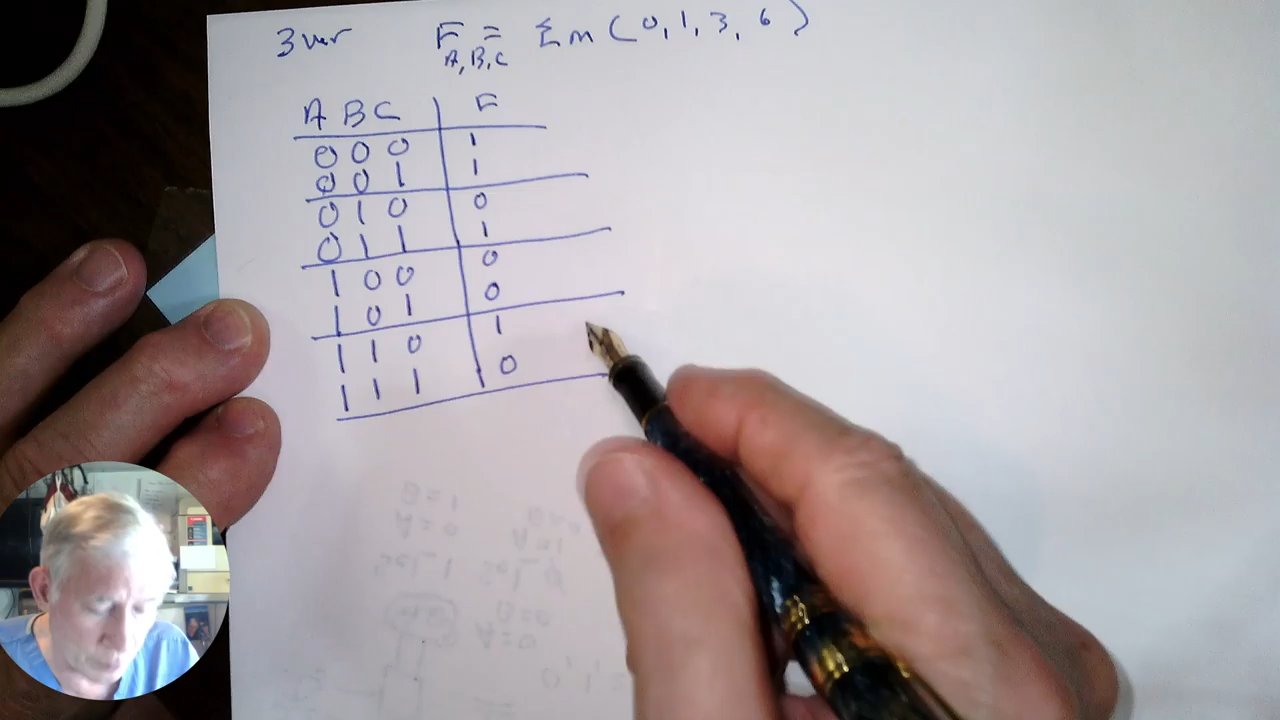 3 var F = Σm (0, 1, 3, 6)
A, B, C
A B C F
0 0 0 1
0 0 1 1
0 1 0 0
0 1 1 1
1 0 0 0
1 0 1 0
1 1 0 1
1 1 1 0